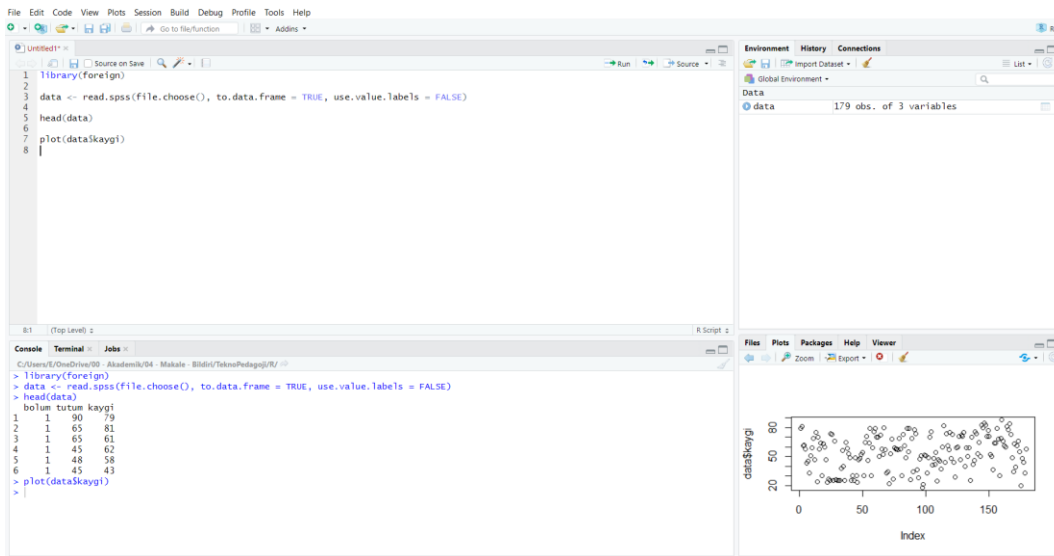 File Edit Code View Plots Session Build Debug Profile Tools Help
Go to file/function Addins R
Untitled1* ×
Source on Save Run Source
1 library(foreign)
2
3 data <- read.spss(file.choose(), to.data.frame = TRUE, use.value.labels = FALSE)
4
5 head(data)
6
7 plot(data$kaygi)
8
8:1 (Top Level) R Script
Console Terminal × Jobs ×
C:/Users/E/OneDrive/00 - Akademik/04 - Makale - Bildiri/TeknoPedagoji/R/
> library(foreign)
> data <- read.spss(file.choose(), to.data.frame = TRUE, use.value.labels = FALSE)
> head(data)
bolum tutum kaygi
1 1 90 79
2 1 65 81
3 1 65 61
4 1 45 62
5 1 48 58
6 1 45 43
> plot(data$kaygi)
>
Environment History Connections
Import Dataset List
Global Environment
Data
data 179 obs. of 3 variables
Files Plots Packages Help Viewer
Zoom Export
data$kaygi
80
50
20
0 50 100 150
Index